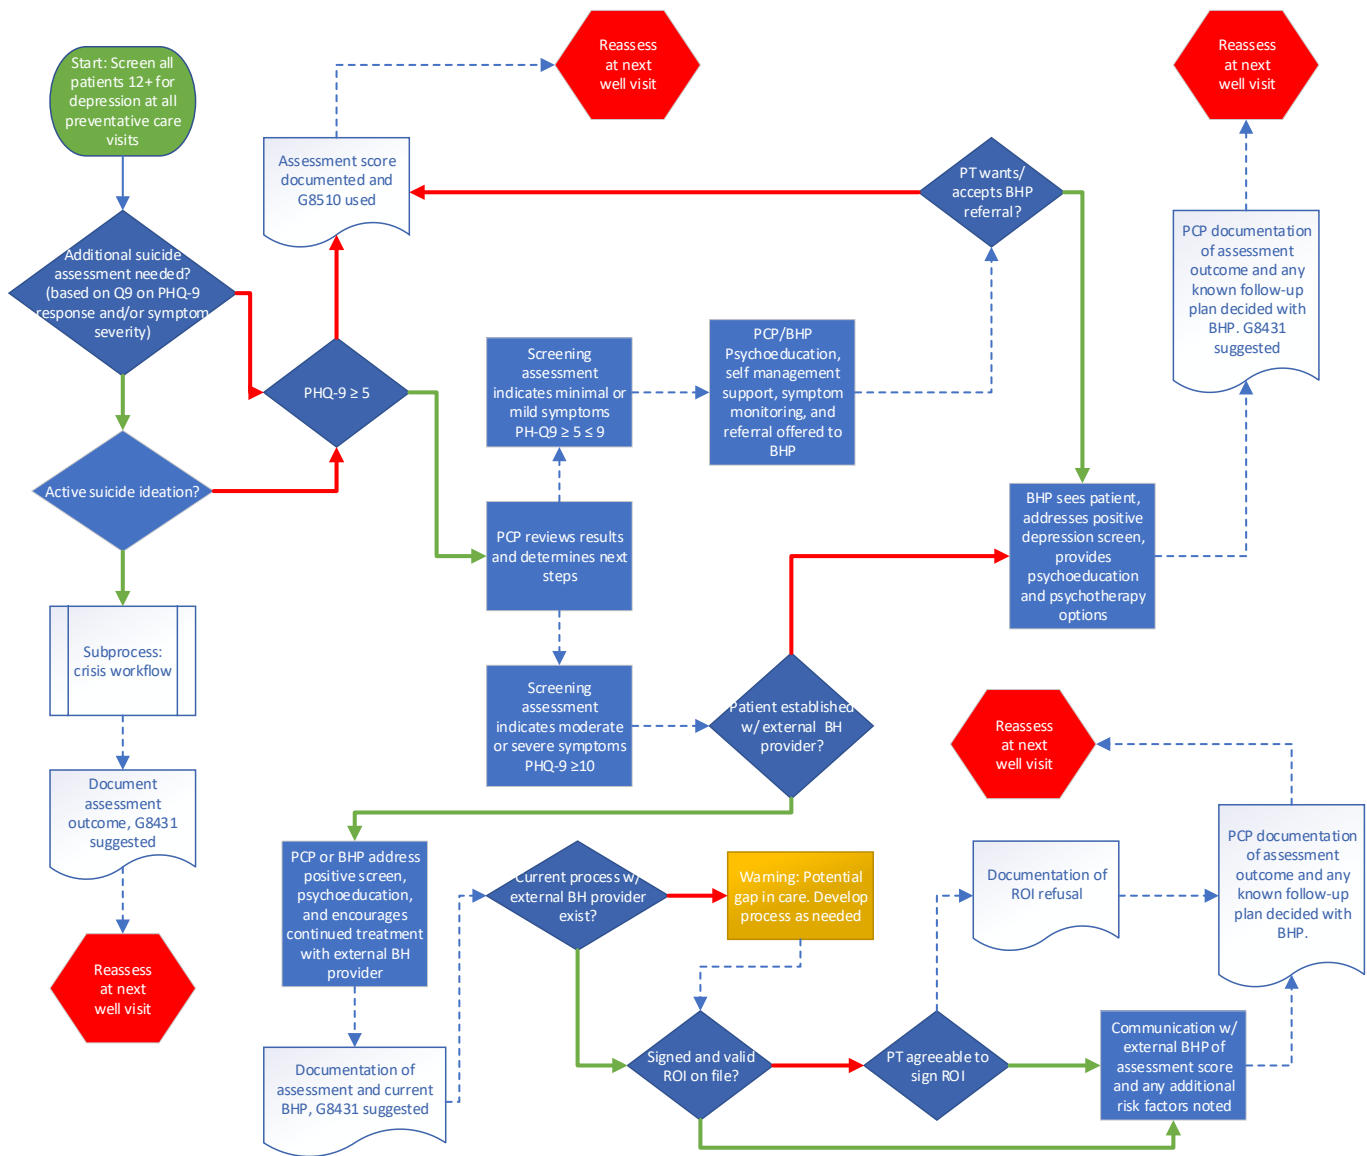 Start: Screen all
patients 12+ for
depression at all
preventative care
visits
Reassess
at next
well visit
Reassess
at next
well visit
Assessment score
documented and
G8510 used
PT wants/
accepts BHP
referral?
PCP documentation
of assessment
outcome and any
known follow-up
plan decided with
BHP. G8431
suggested
Additional suicide
assessment needed?
(based on Q9 on PHQ-9
response and/or symptom
severity)
PHQ-9 ≥ 5
Screening
assessment
indicates minimal or
mild symptoms
PH-Q9 ≥ 5 ≤ 9
PCP/BHP
Psychoeducation,
self management
support, symptom
monitoring, and
referral offered to
BHP
Active suicide ideation?
PCP reviews results
and determines next
steps
BHP sees patient,
addresses positive
depression screen,
provides
psychoeducation
and psychotherapy
options
Subprocess:
crisis workflow
Screening
assessment
indicates moderate
or severe symptoms
PHQ-9 ≥10
Patient established
w/ external BH
provider?
Reassess
at next
well visit
Document
assessment
outcome, G8431
suggested
PCP or BHP address
positive screen,
psychoeducation,
and encourages
continued treatment
with external BH
provider
Current process w/
external BH provider
exist?
Warning: Potential
gap in care. Develop
process as needed
Documentation of
ROI refusal
PCP documentation
of assessment
outcome and any
known follow-up
plan decided with
BHP.
Reassess
at next
well visit
Documentation of
assessment and current
BHP, G8431 suggested
Signed and valid
ROI on file?
PT agreeable to
sign ROI
Communication w/
external BHP of
assessment score
and any additional
risk factors noted